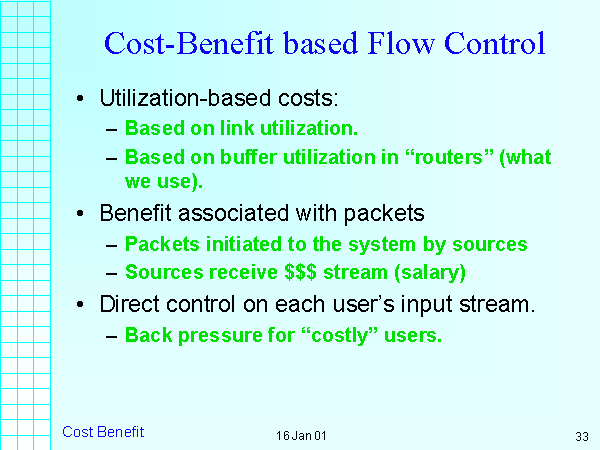 Cost-Benefit based Flow Control
• Utilization-based costs:
– Based on link utilization.
– Based on buffer utilization in “routers” (what
we use).
• Benefit associated with packets
– Packets initiated to the system by sources
– Sources receive $$$ stream (salary)
• Direct control on each user’s input stream.
– Back pressure for “costly” users.
Cost Benefit
16 Jan 01
33